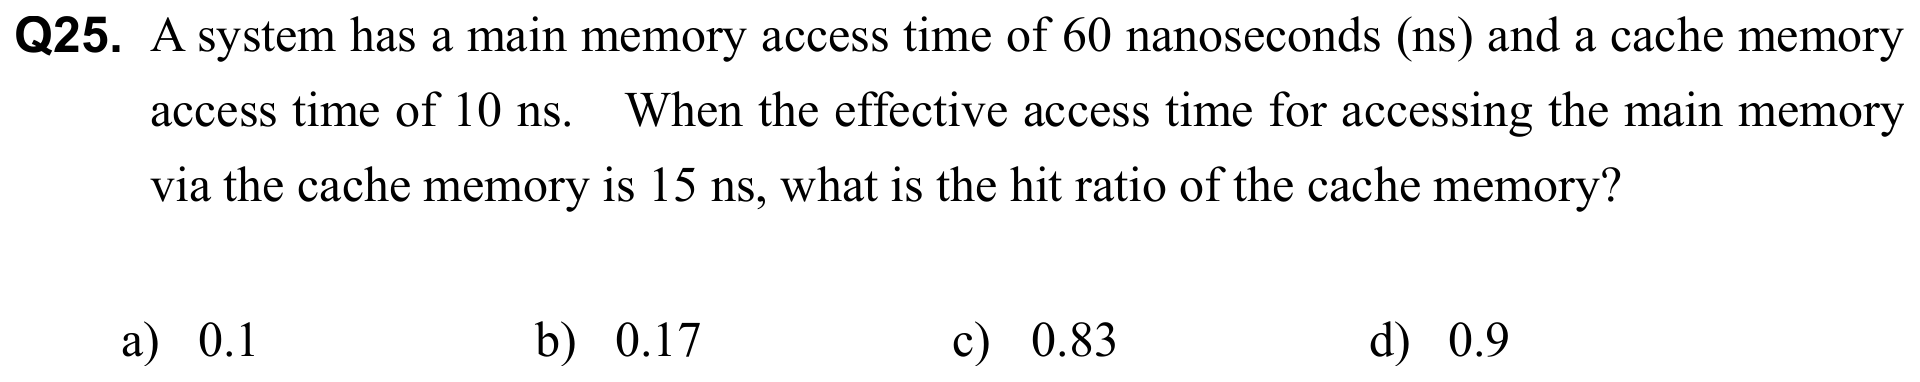 Q25. A system has a main memory access time of 60 nanoseconds (ns) and a cache memory
access time of 10 ns. When the effective access time for accessing the main memory
via the cache memory is 15 ns, what is the hit ratio of the cache memory?
a) 0.1 b) 0.17 c) 0.83 d) 0.9